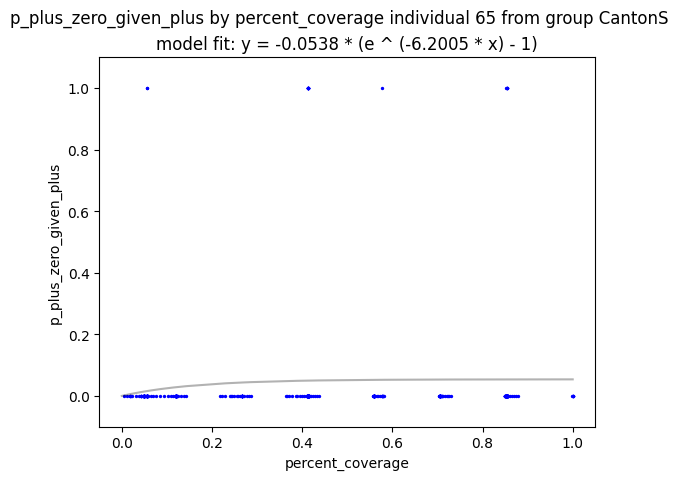 p_plus_zero_given_plus by percent_coverage individual 65 from group CantonS
model fit: y = -0.0538 * (e ^ (-6.2005 * x) - 1)
1.0
0.8
0.6
0.4
0.2
0.0
p_plus_zero_given_plus
0.0 0.2 0.4 0.6 0.8 1.0
percent_coverage